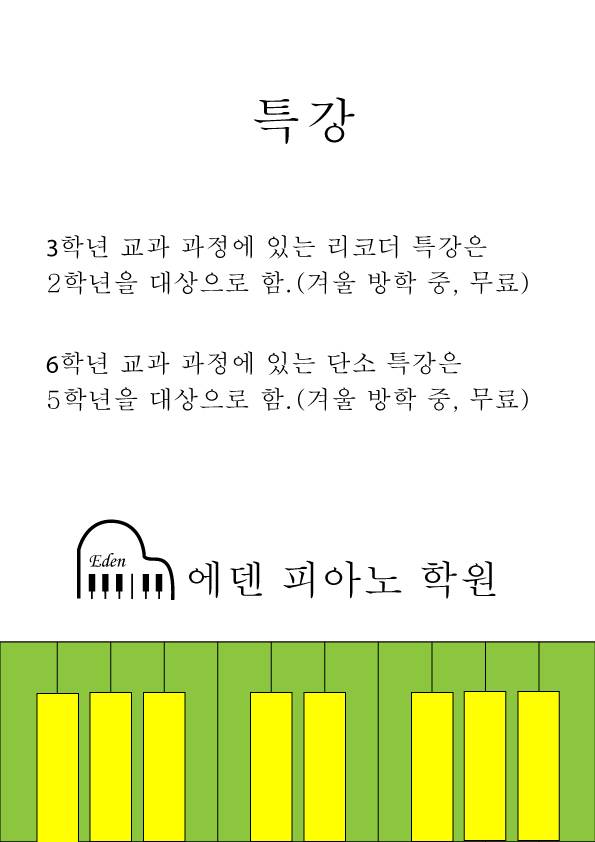 특강
3학년 교과 과정에 있는 리코더 특강은
2학년을 대상으로 함.(겨울 방학 중, 무료)
6학년 교과 과정에 있는 단소 특강은
5학년을 대상으로 함.(겨울 방학 중, 무료)
Eden
에덴 피아노 학원